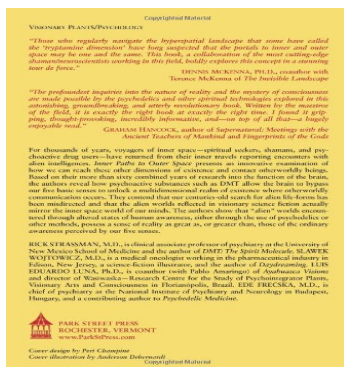 Copyrighted Material
VISIONARY PLANTS/PSYCHOLOGY
"Those who regularly navigate the hyperspatial landscape that some have called
the 'tryptamine dimension' have long suspected that the portals to inner and outer
space may be one and the same. This book, a collaboration of the most cutting-edge
shaman/neuroscientists working in this field, boldly explores this concept in a stunning
tour de force."
DENNIS MCKENNA, PH.D., coauthor with
Terence McKenna of The Invisible Landscape
"The profoundest inquiries into the nature of reality and the mystery of consciousness
are made possible by the psychedelics and other spiritual technologies explored in this
astonishing, groundbreaking, and utterly revolutionary book. Written by the maestros
of the field, it is exactly the right book at exactly the right time. I found it grip-
ping, thought-provoking, incredibly informative, and—on top of all that—a hugely
enjoyable read."
GRAHAM HANCOCK, author of Supernatural: Meetings with the
Ancient Teachers of Mankind and Fingerprints of the Gods
For thousands of years, voyagers of inner space—spiritual seekers, shamans, and psy-
choactive drug users—have returned from their inner travels reporting encounters with
alien intelligences. Inner Paths to Outer Space presents an innovative examination of
how we can reach these other dimensions of existence and contact otherworldly beings.
Based on their more than sixty combined years of research into the function of the brain,
the authors reveal how psychoactive substances such as DMT allow the brain to bypass
our five basic senses to unlock a multidimensional realm of existence where otherworldly
communication occurs. They contend that our centuries-old search for alien life-forms has
been misdirected and that the alien worlds reflected in visionary science fiction actually
mirror the inner space world of our minds. The authors show that "alien" worlds encoun-
tered through altered states of human awareness, either through the use of psychedelics or
other methods, possess a sense of reality as great as, or greater than, those of the ordinary
awareness perceived by our five senses.
RICK STRASSMAN, M.D., is clinical associate professor of psychiatry at the University of
New Mexico School of Medicine and the author of DMT: The Spirit Molecule. SLAWEK
WOJTOWICZ, M.D., is a medical oncologist working in the pharmaceutical industry in
Edison, New Jersey, a science-fiction illustrator, and the author of Daydreaming. LUIS
EDUARDO LUNA, Ph.D., is coauthor (with Pablo Amaringo) of Ayahuasca Visions
and director of Wasiwaska—Research Centre for the Study of Psychointegrator Plants,
Visionary Arts and Consciousness in Florianópolis, Brazil. EDE FRECSKA, M.D., is
chief of psychiatry at the National Institute of Psychiatry and Neurology in Budapest,
Hungary, and a contributing author to Psychedelic Medicine.
PARK STREET PRESS
ROCHESTER, VERMONT
www.ParkStPress.com
Cover design by Peri Champine
Cover illustration by Anderson Debernardi
Copyrighted Material